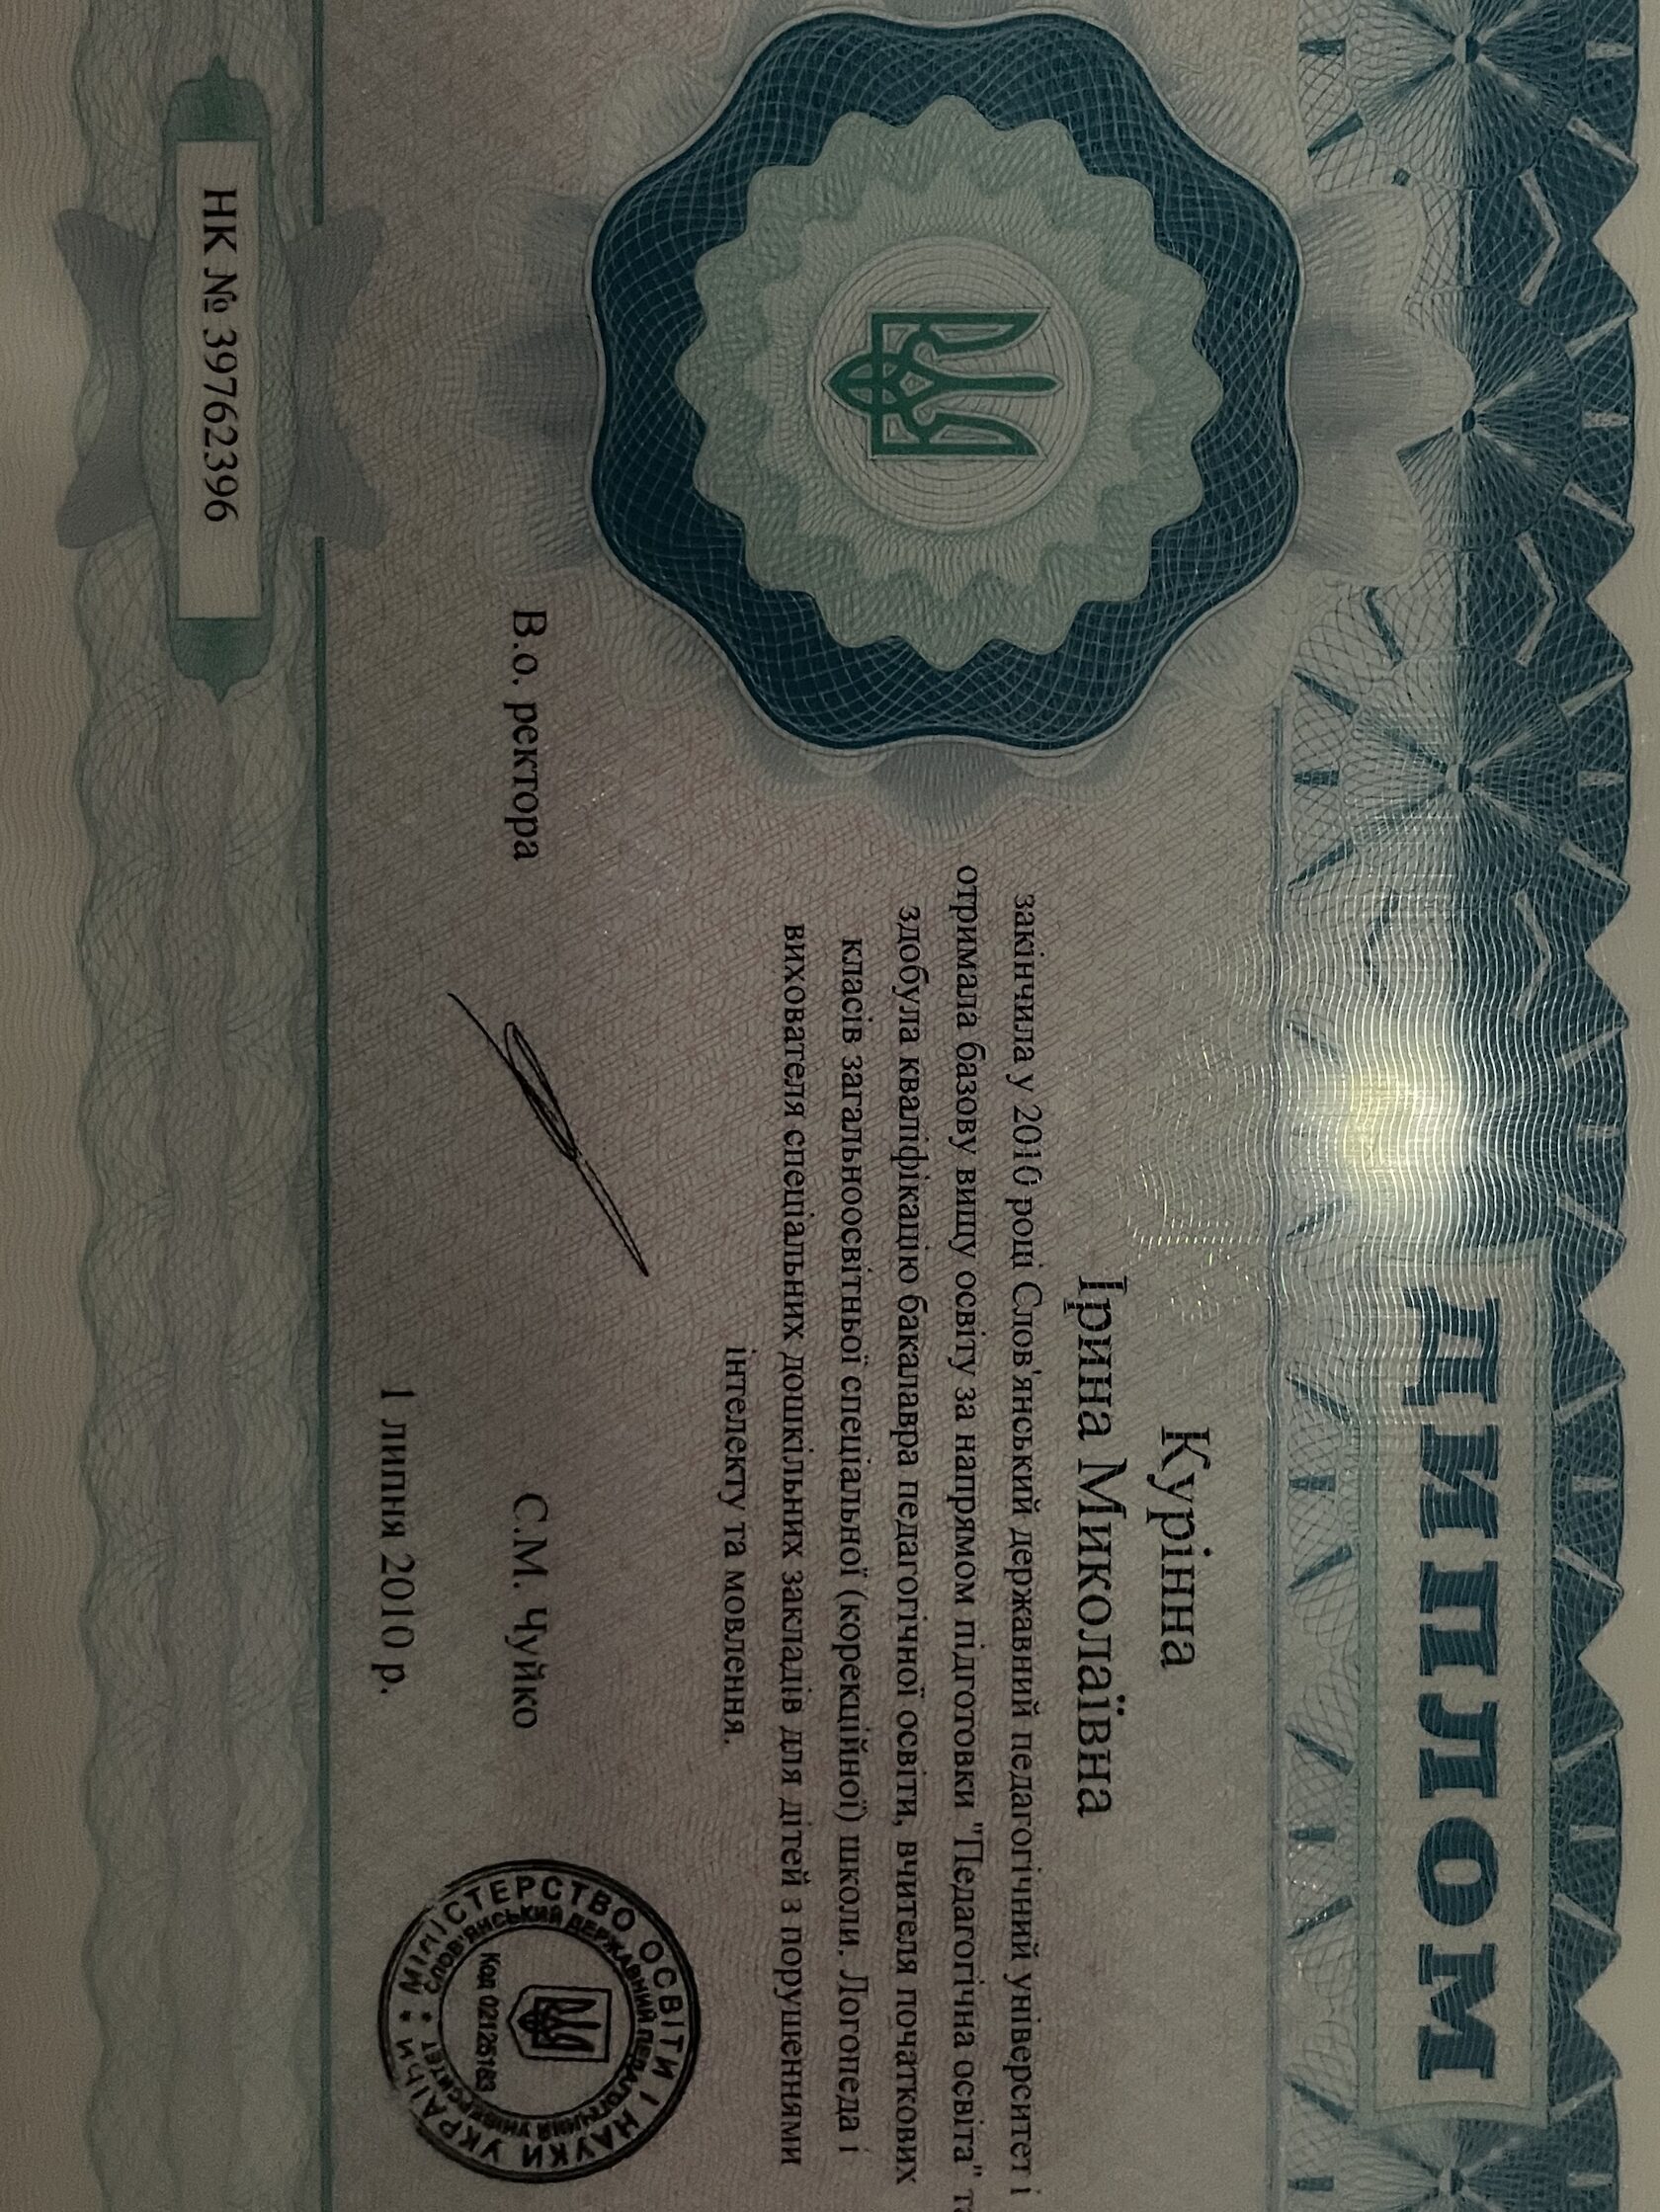 ДИПЛОМ
Курінна
Ірина Миколаївна
закінчила у 2010 році Слов'янський державний педагогічний університет і
отримала базову вищу освіту за напрямом підготовки "Педагогічна освіта" та
здобула кваліфікацію бакалавра педагогічної освіти, вчителя початкових
класів загальноосвітньої спеціальної (корекційної) школи. Логопеда і
вихователя спеціальних дошкільних закладів для дітей з порушеннями
інтелекту та мовлення.
В.о. ректора С.М. Чуйко
1 липня 2010 р.
НК № 39762396
МІНІСТЕРСТВО ОСВІТИ І НАУКИ УКРАЇНИ
СЛОВ'ЯНСЬКИЙ ДЕРЖАВНИЙ ПЕДАГОГІЧНИЙ УНІВЕРСИТЕТ
Код 02125163